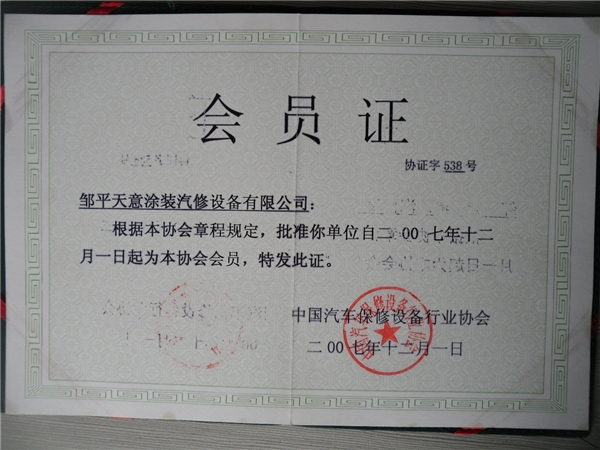 会员证
协证字 538 号
邹平天意涂装汽修设备有限公司：
根据本协会章程规定，批准你单位自二00七年十二
月一日起为本协会会员，特发此证。
中国汽车保修设备行业协会
二00七年十二月一日